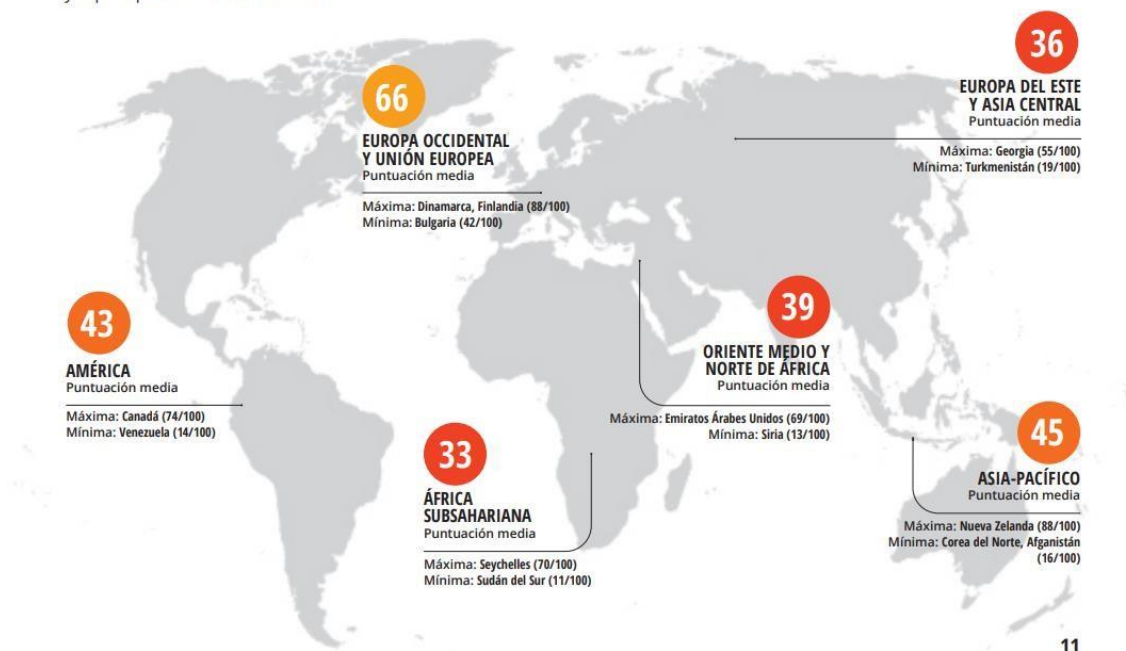 36
EUROPA DEL ESTE
Y ASIA CENTRAL
Puntuación media
Máxima: Georgia (55/100)
Mínima: Turkmenistán (19/100)
66
EUROPA OCCIDENTAL
Y UNIÓN EUROPEA
Puntuación media
Máxima: Dinamarca, Finlandia (88/100)
Mínima: Bulgaria (42/100)
43
AMÉRICA
Puntuación media
Máxima: Canadá (74/100)
Mínima: Venezuela (14/100)
39
ORIENTE MEDIO Y
NORTE DE ÁFRICA
Puntuación media
Máxima: Emiratos Árabes Unidos (69/100)
Mínima: Siria (13/100)
33
ÁFRICA
SUBSAHARIANA
Puntuación media
Máxima: Seychelles (70/100)
Mínima: Sudán del Sur (11/100)
45
ASIA-PACÍFICO
Puntuación media
Máxima: Nueva Zelanda (88/100)
Mínima: Corea del Norte, Afganistán
(16/100)
11